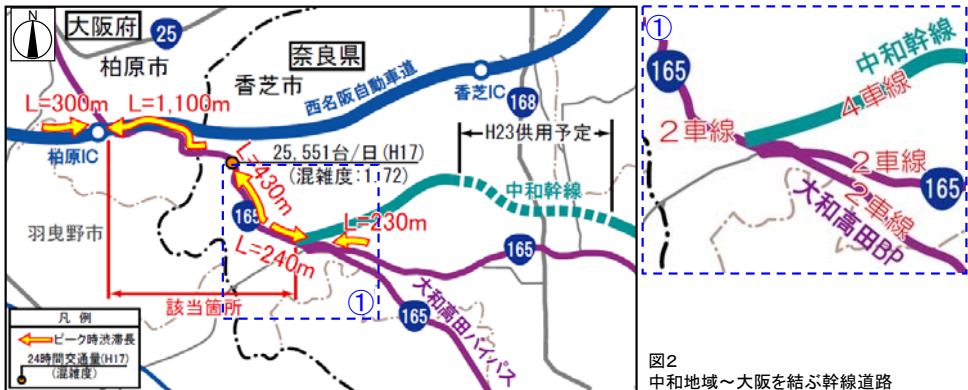 N
大阪府
25
奈良県
柏原市
香芝市
西名阪自動車道
香芝IC
168
L=300m
L=1,100m
H23供用予定
柏原IC
25,551台/日(H17)
(混雑度:1.72)
L=430m
中和幹線
羽曳野市
165
L=230m
L=240m
165
該当箇所
①
大和高田バイパス
165
凡例
ピーク時渋滞長
24時間交通量(H17)
(混雑度)
①
165
中和幹線
4車線
2車線
2車線
2車線
165
大和高田BP
図2
中和地域~大阪を結ぶ幹線道路